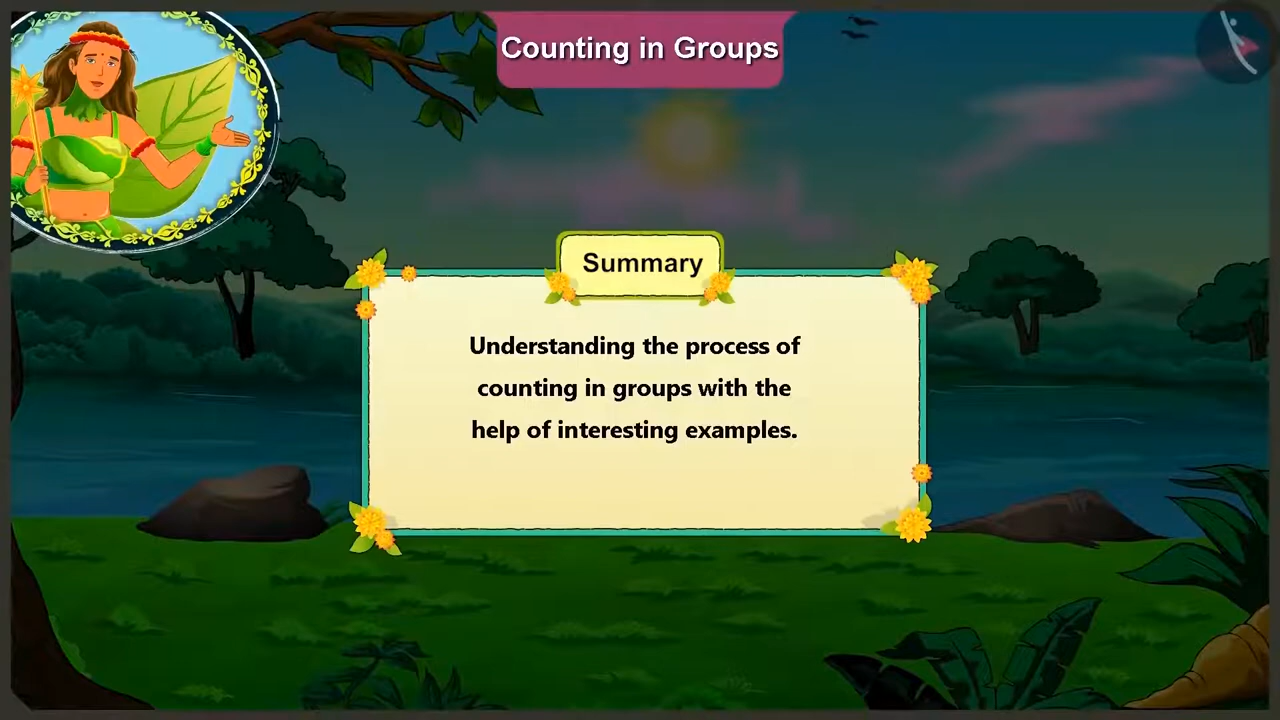 Counting in Groups
Summary
Understanding the process of
counting in groups with the
help of interesting examples.